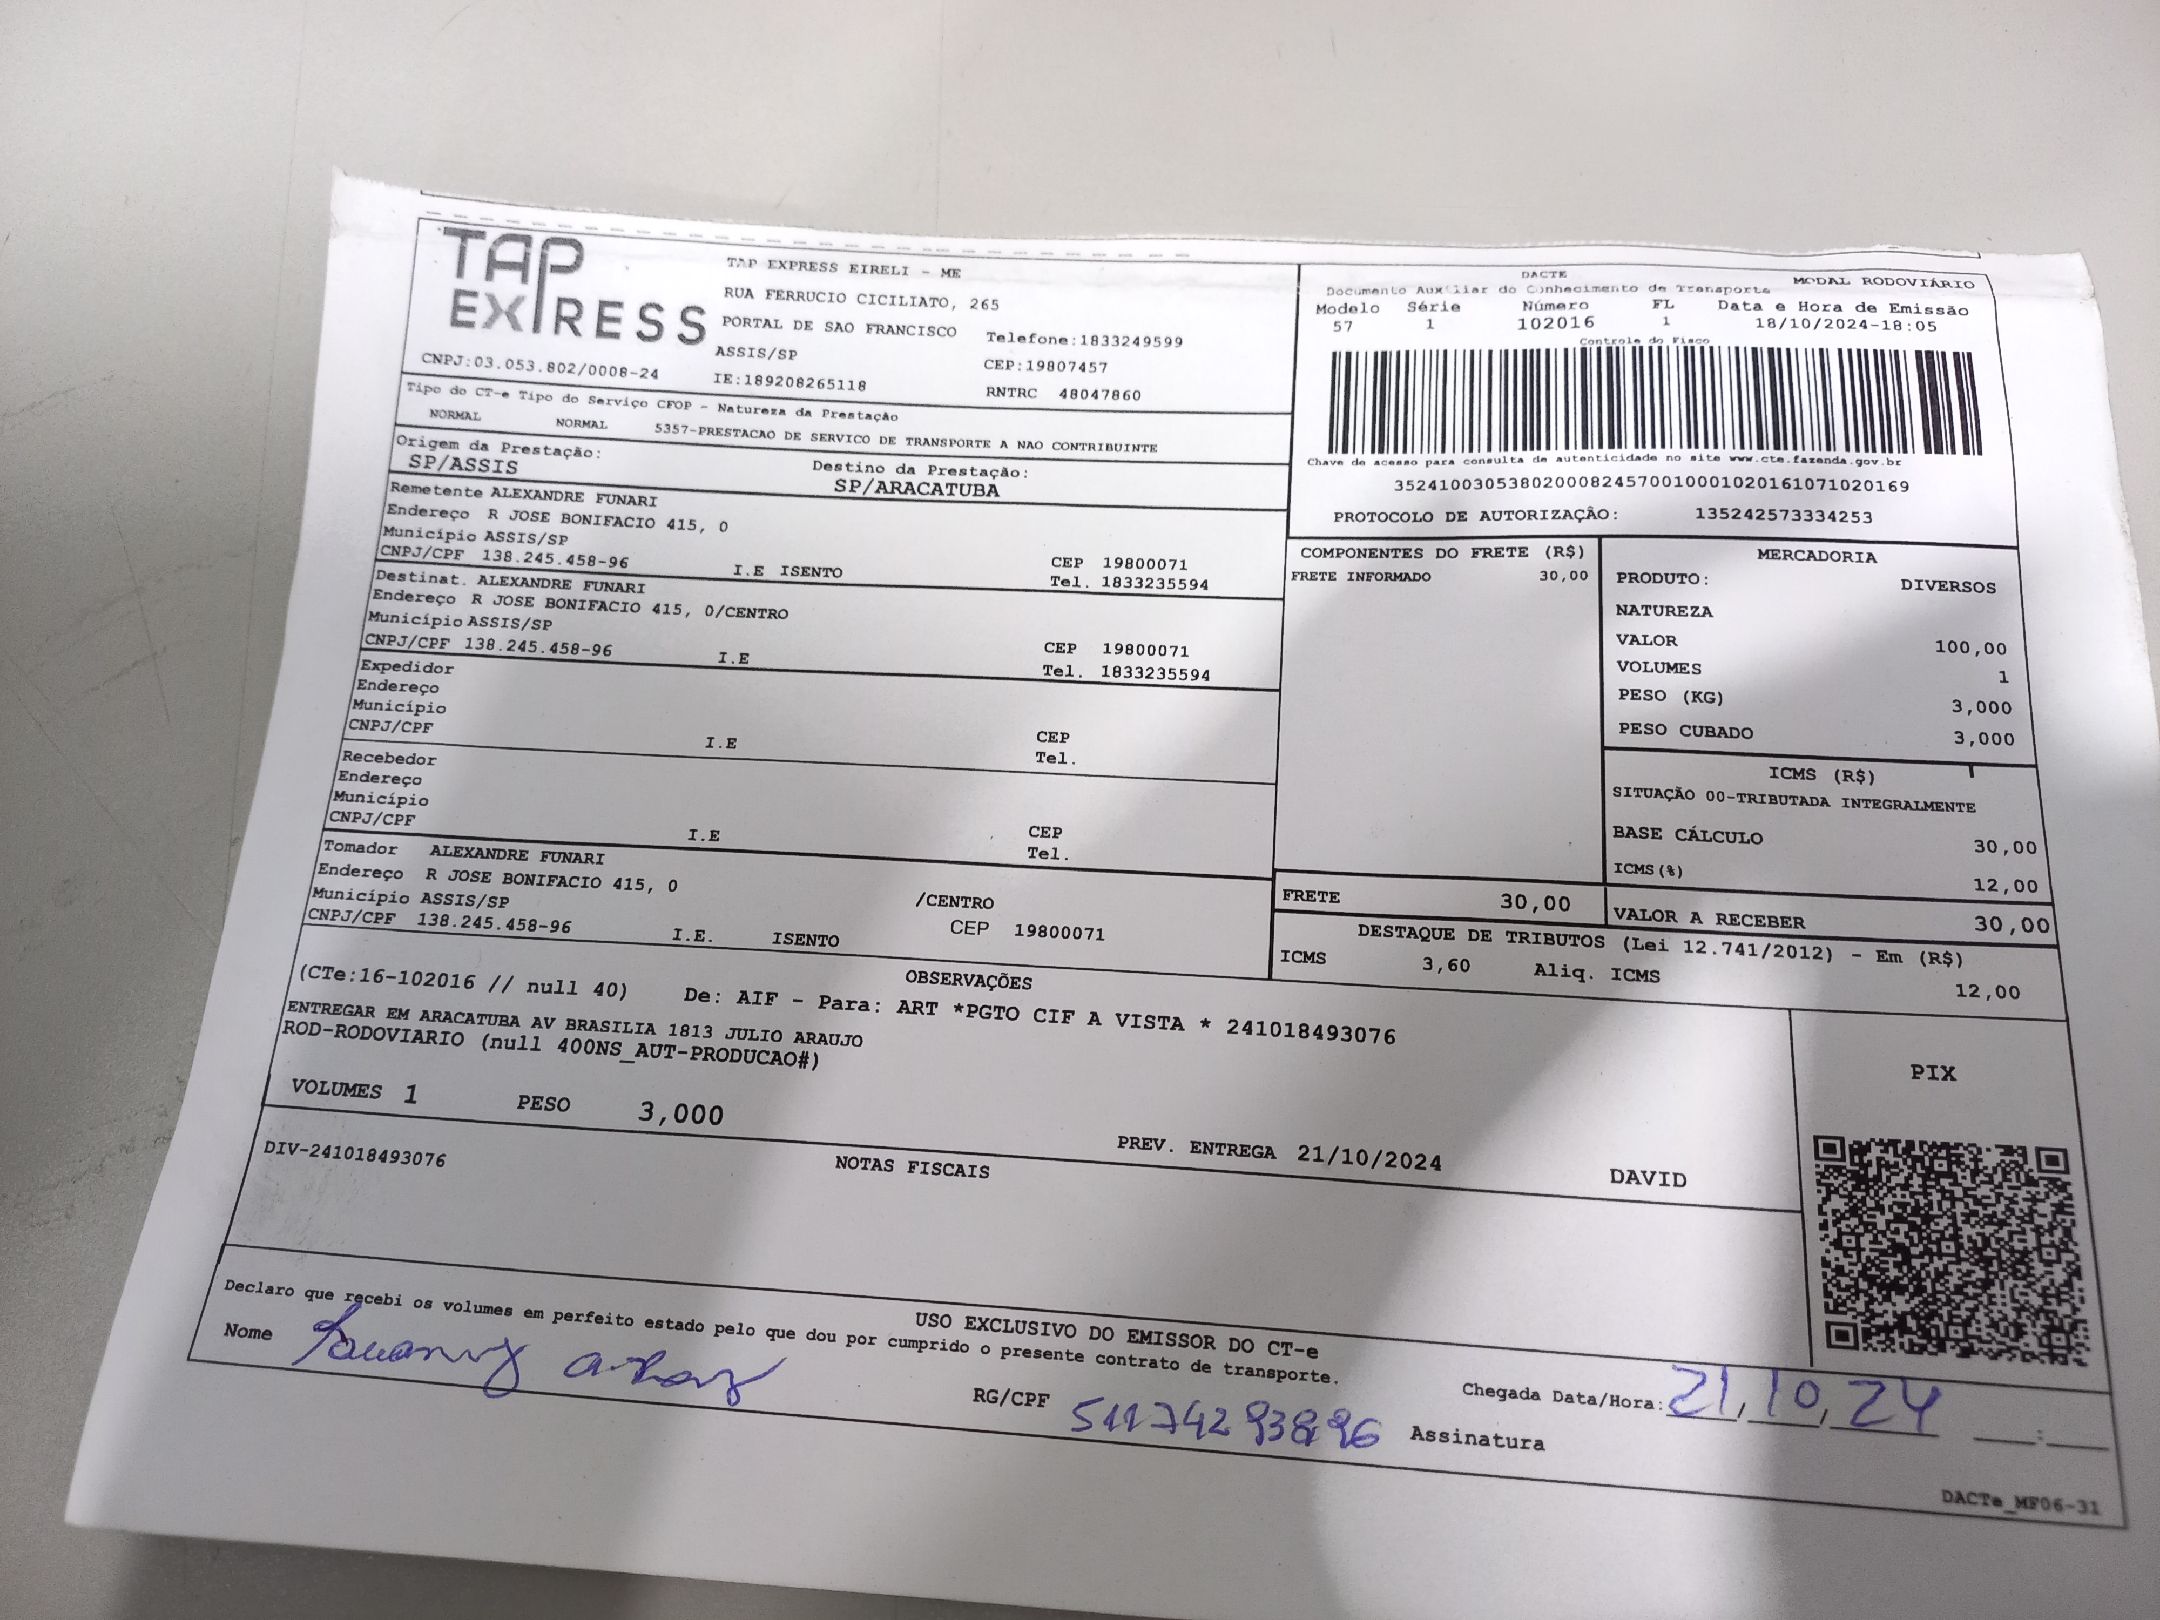 TAP
EXPRESS
CNPJ:03.053.802/0008-24
TAP EXPRESS EIRELI - ME
RUA FERRUCIO CICILIATO, 265
PORTAL DE SAO FRANCISCO Telefone:1833249599
ASSIS/SP CEP:19807457
IE:189208265118 RNTRC 48047860
DACTE MODAL RODOVIÁRIO
Documento Auxiliar do Conhecimento de Transporte
Modelo Série Número FL Data e Hora de Emissão
57 1 102016 1 18/10/2024-18:05
Controle do Fisco
Chave de acesso para consulta de autenticidade no site www.cte.fazenda.gov.br
35241003053802000824570010001020161071020169
PROTOCOLO DE AUTORIZAÇÃO: 135242573334253
Tipo do CT-e Tipo do Serviço CFOP - Natureza da Prestação
NORMAL NORMAL 5357-PRESTACAO DE SERVICO DE TRANSPORTE A NAO CONTRIBUINTE
Origem da Prestação: Destino da Prestação:
SP/ASSIS SP/ARACATUBA
Remetente ALEXANDRE FUNARI
Endereço R JOSE BONIFACIO 415, 0
Município ASSIS/SP CEP 19800071
CNPJ/CPF 138.245.458-96 I.E ISENTO Tel. 1833235594
Destinat. ALEXANDRE FUNARI
Endereço R JOSE BONIFACIO 415, 0/CENTRO
Município ASSIS/SP CEP 19800071
CNPJ/CPF 138.245.458-96 I.E Tel. 1833235594
Expedidor
Endereço
Município CEP
CNPJ/CPF I.E Tel.
Recebedor
Endereço
Município CEP
CNPJ/CPF I.E Tel.
Tomador ALEXANDRE FUNARI
Endereço R JOSE BONIFACIO 415, 0 /CENTRO
Município ASSIS/SP CEP 19800071
CNPJ/CPF 138.245.458-96 I.E. ISENTO
COMPONENTES DO FRETE (R$)
FRETE INFORMADO 30,00
MERCADORIA
PRODUTO: DIVERSOS
NATUREZA
VALOR 100,00
VOLUMES 1
PESO (KG) 3,000
PESO CUBADO 3,000
ICMS (R$)
SITUAÇÃO 00-TRIBUTADA INTEGRALMENTE
BASE CÁLCULO 30,00
ICMS(%) 12,00
FRETE 30,00 VALOR A RECEBER 30,00
DESTAQUE DE TRIBUTOS (Lei 12.741/2012) - Em (R$)
ICMS 3,60 Aliq. ICMS 12,00
OBSERVAÇÕES
(CTe:16-102016 // null 40) De: AIF - Para: ART *PGTO CIF A VISTA * 241018493076
ENTREGAR EM ARACATUBA AV BRASILIA 1813 JULIO ARAUJO
ROD-RODOVIARIO (null 400NS_AUT-PRODUCAO#)
VOLUMES 1 PESO 3,000 PREV. ENTREGA 21/10/2024 DAVID
PIX
DIV-241018493076 NOTAS FISCAIS
USO EXCLUSIVO DO EMISSOR DO CT-e
Declaro que recebi os volumes em perfeito estado pelo que dou por cumprido o presente contrato de transporte.
Nome RG/CPF 51174293896 Assinatura
Chegada Data/Hora: 21, 10, 24 :
DACTe_MF06-31